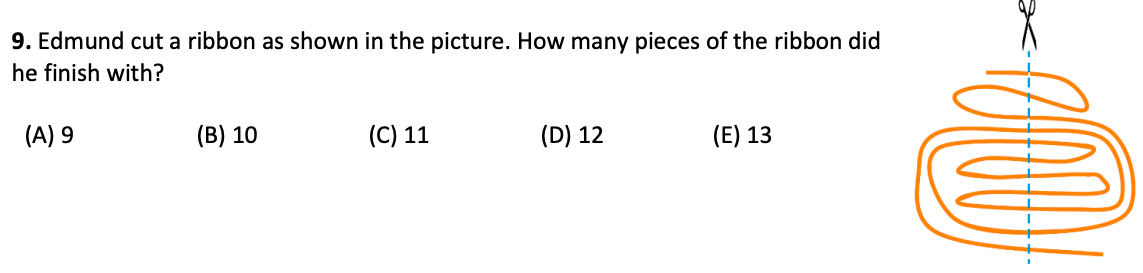 9. Edmund cut a ribbon as shown in the picture. How many pieces of the ribbon did
he finish with?
(A) 9 (B) 10 (C) 11 (D) 12 (E) 13